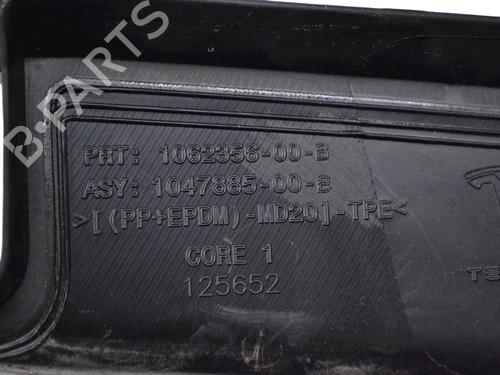 B-PARTS
PRT: 1062356-00-B
ASY: 1047885-00-B
>[(PP+EPDM)-MD20]-TPE<
CORE 1
125652